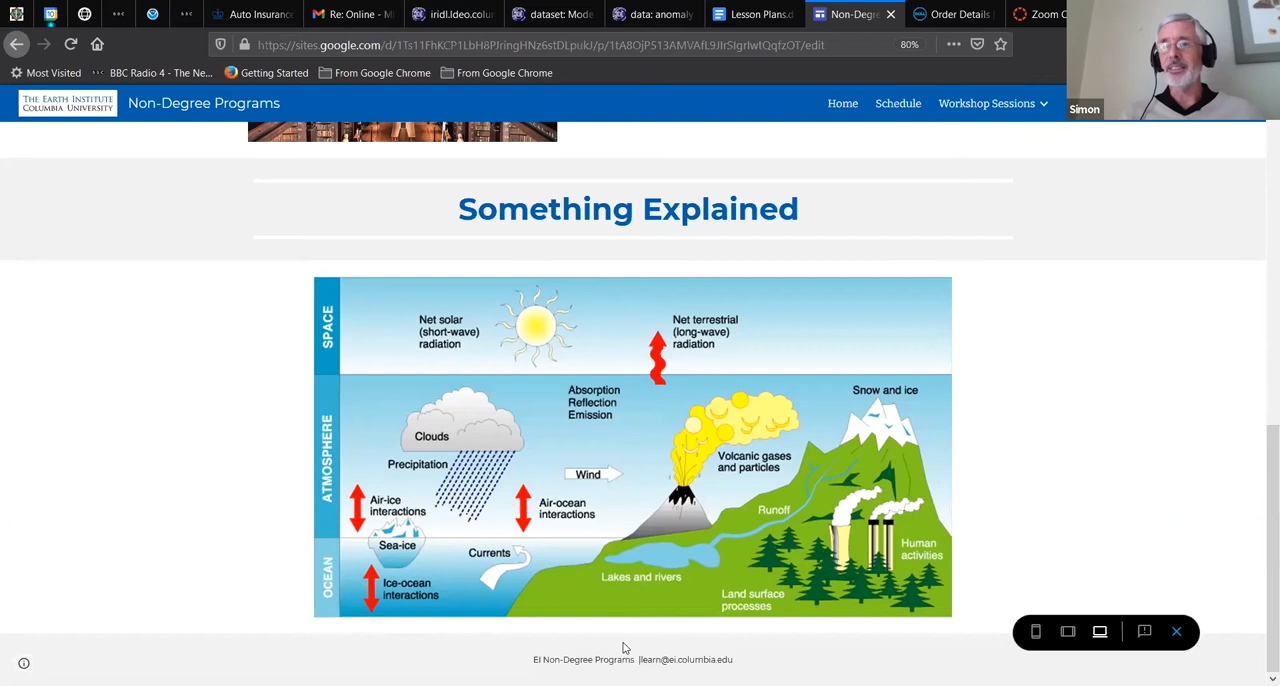 Auto Insurance
Re: Online - M
iridl.ldeo.colu
dataset: Mode
data: anomaly
Lesson Plans.d
Non-Degre
Order Details
Zoom C
https://sites.google.com/d/1Ts11FhKCP1LbH8PJringHNz6stDLpukJ/p/1tA8OjP513AMVAfL9JIrSIgrIwtQqfzOT/edit
80%
Most Visited
BBC Radio 4 - The Ne...
Getting Started
From Google Chrome
From Google Chrome
THE EARTH INSTITUTE
COLUMBIA UNIVERSITY
Non-Degree Programs
Home
Schedule
Workshop Sessions
Simon
Something Explained
SPACE
Net solar
(short-wave)
radiation
Net terrestrial
(long-wave)
radiation
ATMOSPHERE
Absorption
Reflection
Emission
Snow and ice
Clouds
Precipitation
Wind
Volcanic gases
and particles
Air-ice
interactions
Air-ocean
interactions
Runoff
OCEAN
Sea-ice
Currents
Human
activities
Lakes and rivers
Ice-ocean
interactions
Land surface
processes
EI Non-Degree Programs |learn@ei.columbia.edu